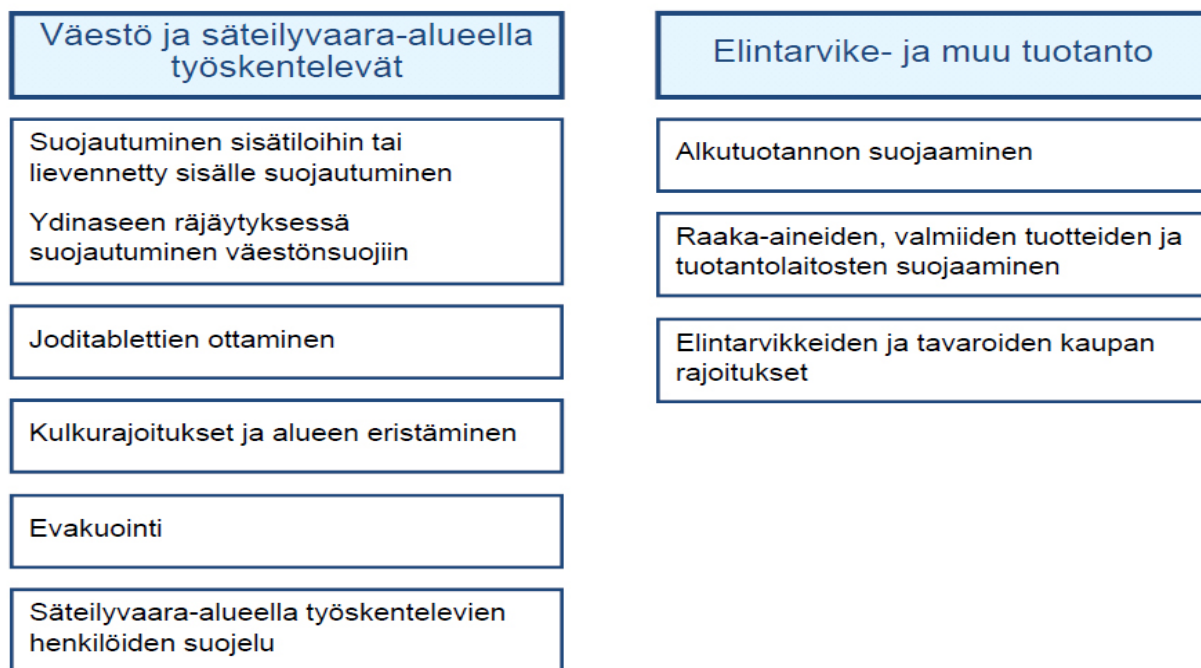 Väestö ja säteilyvaara-alueella
työskentelevät
Suojautuminen sisätiloihin tai
lievennetty sisälle suojautuminen
Ydinaseen räjäytyksessä
suojautuminen väestönsuojiin
Joditablettien ottaminen
Kulkurajoitukset ja alueen eristäminen
Evakuointi
Säteilyvaara-alueella työskentelevien
henkilöiden suojelu
Elintarvike- ja muu tuotanto
Alkutuotannon suojaaminen
Raaka-aineiden, valmiiden tuotteiden ja
tuotantolaitosten suojaaminen
Elintarvikkeiden ja tavaroiden kaupan
rajoitukset